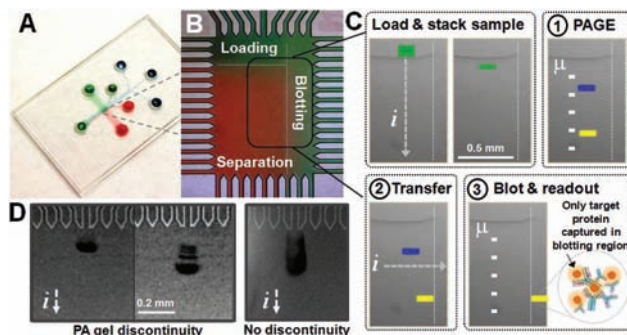 A
B
Loading
Blotting
Separation
C
Load & stack sample
i
0.5 mm
1 PAGE
μ
2 Transfer
i
3 Blot & readout
μ
Only target
protein
captured in
blotting region
D
i
0.2 mm
i
PA gel discontinuity
No discontinuity